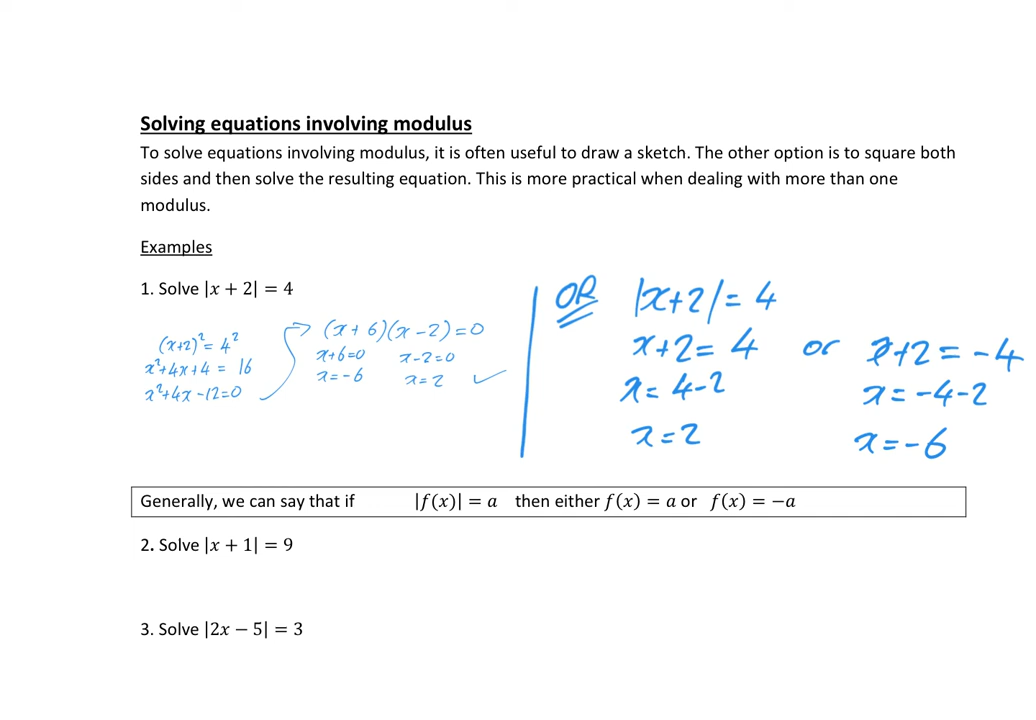 Solving equations involving modulus
To solve equations involving modulus, it is often useful to draw a sketch. The other option is to square both
sides and then solve the resulting equation. This is more practical when dealing with more than one
modulus.
Examples
1. Solve |x + 2| = 4
(x+2)² = 4²
x²+4x+4 = 16
x²+4x-12=0
(x+6)(x-2)=0
x+6=0 x-2=0
x=-6 x=2 ✓
OR |x+2|=4
x+2=4 or x+2=-4
x=4-2 x=-4-2
x=2 x=-6
Generally, we can say that if |f(x)| = a then either f(x) = a or f(x) = −a
2. Solve |x + 1| = 9
3. Solve |2x − 5| = 3